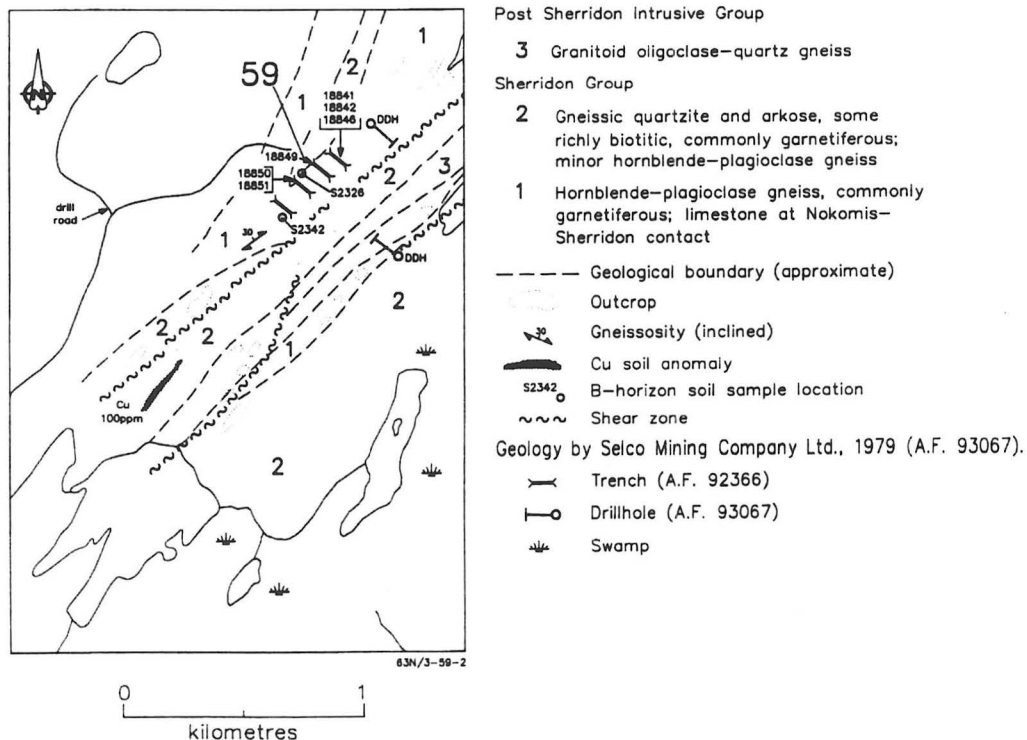 1
2
59
1
18841
18842
18846
DDH
18849
2
3
18850
18851
S2326
drill
road
S2342
1
30
DDH
2
2
2
1
Cu
100ppm
2
N
63N/3-59-2
0
1
kilometres
Post Sherridon Intrusive Group
3 Granitoid oligoclase-quartz gneiss
Sherridon Group
2 Gneissic quartzite and arkose, some
richly biotitic, commonly garnetiferous;
minor hornblende-plagioclase gneiss
1 Hornblende-plagioclase gneiss, commonly
garnetiferous; limestone at Nokomis-
Sherridon contact
Geological boundary (approximate)
Outcrop
30 Gneissosity (inclined)
Cu soil anomaly
S2342 B-horizon soil sample location
Shear zone
Geology by Selco Mining Company Ltd., 1979 (A.F. 93067).
Trench (A.F. 92366)
Drillhole (A.F. 93067)
Swamp